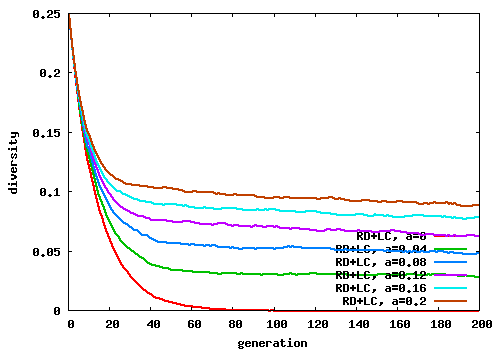 0.25
0.2
0.15
0.1
0.05
0
diversity
RD+LC, a=0
RD+LC, a=0.04
RD+LC, a=0.08
RD+LC, a=0.12
RD+LC, a=0.16
RD+LC, a=0.2
0 20 40 60 80 100 120 140 160 180 200
generation